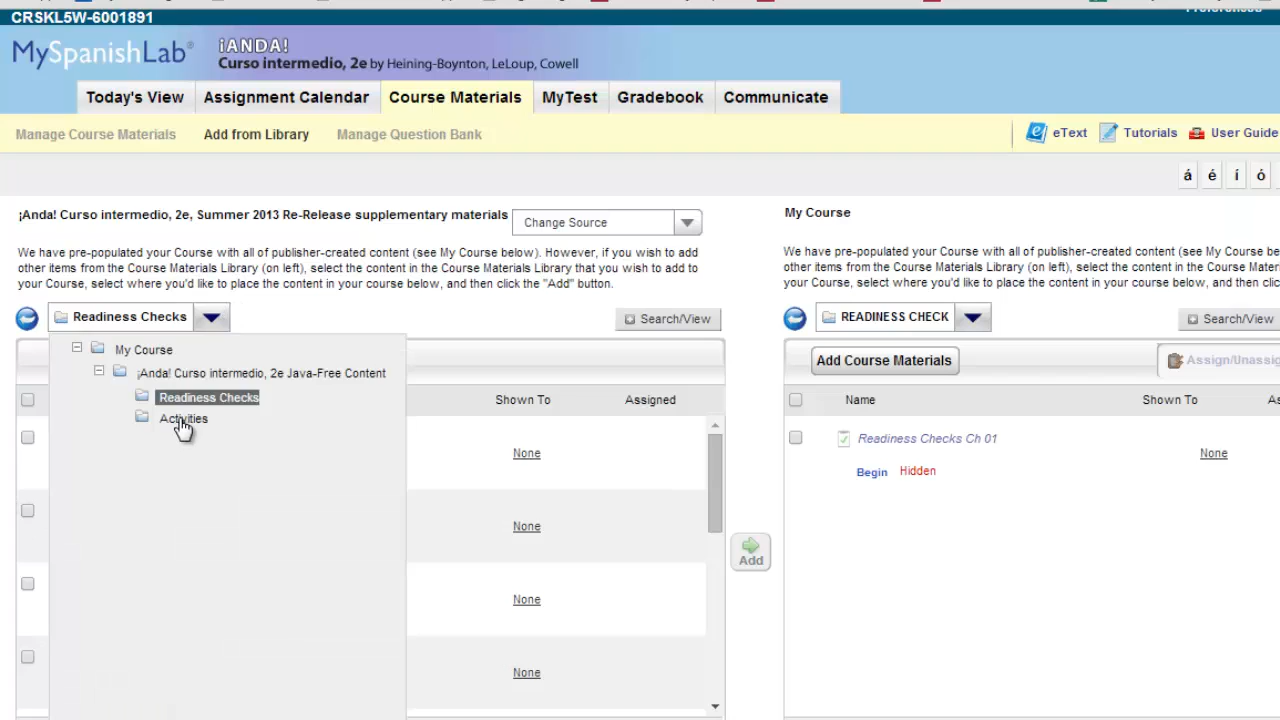 CRSKL5W-6001891
MySpanishLab®
¡ANDA!
Curso intermedio, 2e by Heining-Boynton, LeLoup, Cowell
Today's View
Assignment Calendar
Course Materials
MyTest
Gradebook
Communicate
Manage Course Materials
Add from Library
Manage Question Bank
eText
Tutorials
User Guide
á é í ó
¡Anda! Curso intermedio, 2e, Summer 2013 Re-Release supplementary materials
Change Source
We have pre-populated your Course with all of publisher-created content (see My Course below). However, if you wish to add
other items from the Course Materials Library (on left), select the content in the Course Materials Library that you wish to add to
your Course, select where you'd like to place the content in your course below, and then click the "Add" button.
Readiness Checks
Search/View
My Course
¡Anda! Curso intermedio, 2e Java-Free Content
Readiness Checks
Activities
Shown To
Assigned
None
None
None
None
Add
My Course
We have pre-populated your Course with all of publisher-created content (see My Course be
other items from the Course Materials Library (on left), select the content in the Course Mater
your Course, select where you'd like to place the content in your course below, and then clic
READINESS CHECK
Search/View
Add Course Materials
Assign/Unassig
Name
Shown To
As
Readiness Checks Ch 01
None
Begin
Hidden